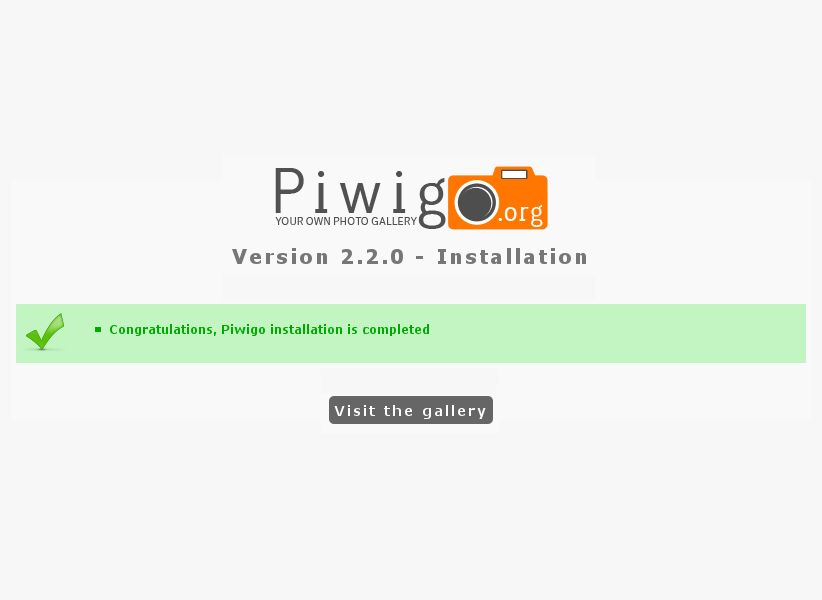 Piwigo
.org
YOUR OWN PHOTO GALLERY
Version 2.2.0 - Installation
Congratulations, Piwigo installation is completed
Visit the gallery